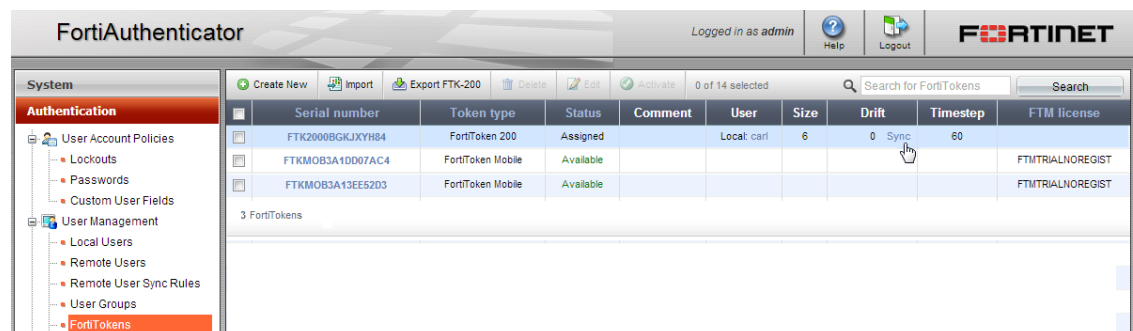 FortiAuthenticator
Logged in as admin
Help
Logout
FORTINET
System
Authentication
User Account Policies
Lockouts
Passwords
Custom User Fields
User Management
Local Users
Remote Users
Remote User Sync Rules
User Groups
FortiTokens
Create New Import Export FTK-200 Delete Edit Activate 0 of 14 selected Search for FortiTokens Search
Serial number Token type Status Comment User Size Drift Timestep FTM license
FTK2000BGKJXYH84 FortiToken 200 Assigned Local: carl 6 0 Sync 60
FTKMOB3A1DD07AC4 FortiToken Mobile Available FTMTRIALNOREGIST
FTKMOB3A13EE52D3 FortiToken Mobile Available FTMTRIALNOREGIST
3 FortiTokens